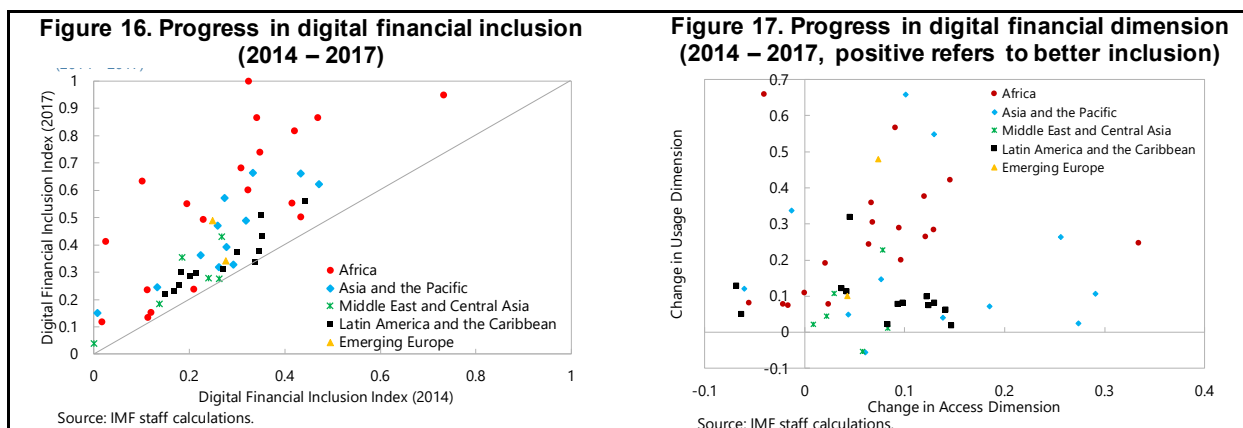 Figure 16. Progress in digital financial inclusion
(2014 – 2017)
1
0.9
0.8
0.7
0.6
0.5
0.4
0.3
0.2
0.1
0
Digital Financial Inclusion Index (2017)
Africa
Asia and the Pacific
Middle East and Central Asia
Latin America and the Caribbean
Emerging Europe
0 0.2 0.4 0.6 0.8 1
Digital Financial Inclusion Index (2014)
Source: IMF staff calculations.
Figure 17. Progress in digital financial dimension
(2014 – 2017, positive refers to better inclusion)
0.7
0.6
0.5
0.4
0.3
0.2
0.1
0
-0.1
Change in Usage Dimension
Africa
Asia and the Pacific
Middle East and Central Asia
Latin America and the Caribbean
Emerging Europe
-0.1 0 0.1 0.2 0.3 0.4
Change in Access Dimension
Source: IMF staff calculations.